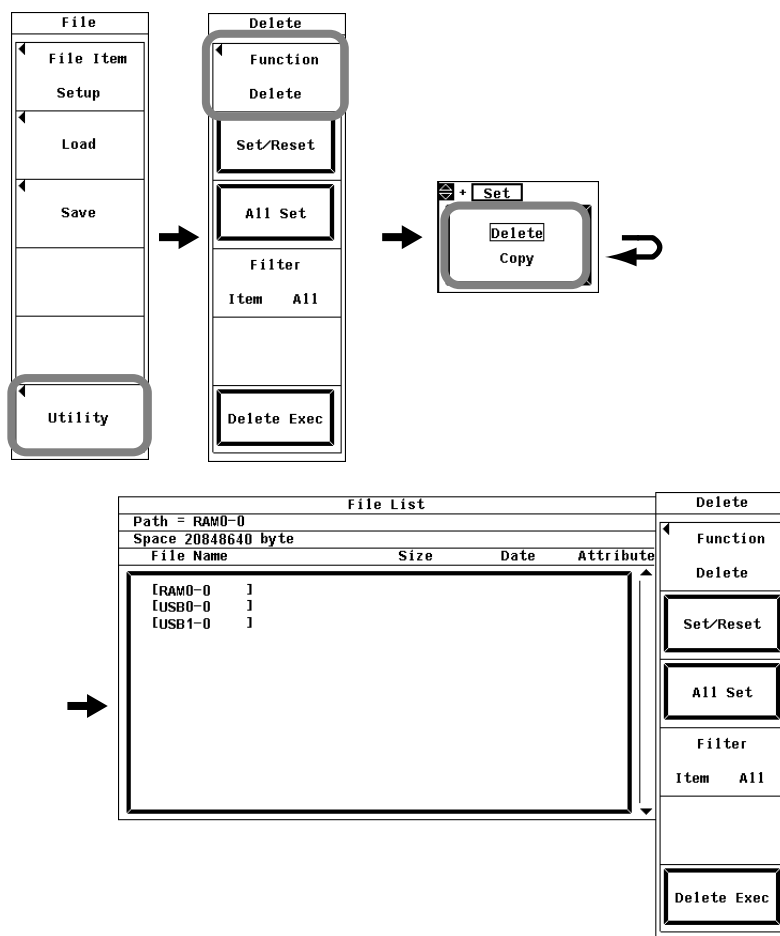 File
File Item
Setup
Load
Save
Utility
Delete
Function
Delete
Set/Reset
All Set
Filter
Item All
Delete Exec
+ Set
Delete
Copy
File List
Path = RAM0-0
Space 20848640 byte
File Name Size Date Attribute
[RAM0-0 ]
[USB0-0 ]
[USB1-0 ]
Delete
Function
Delete
Set/Reset
All Set
Filter
Item All
Delete Exec